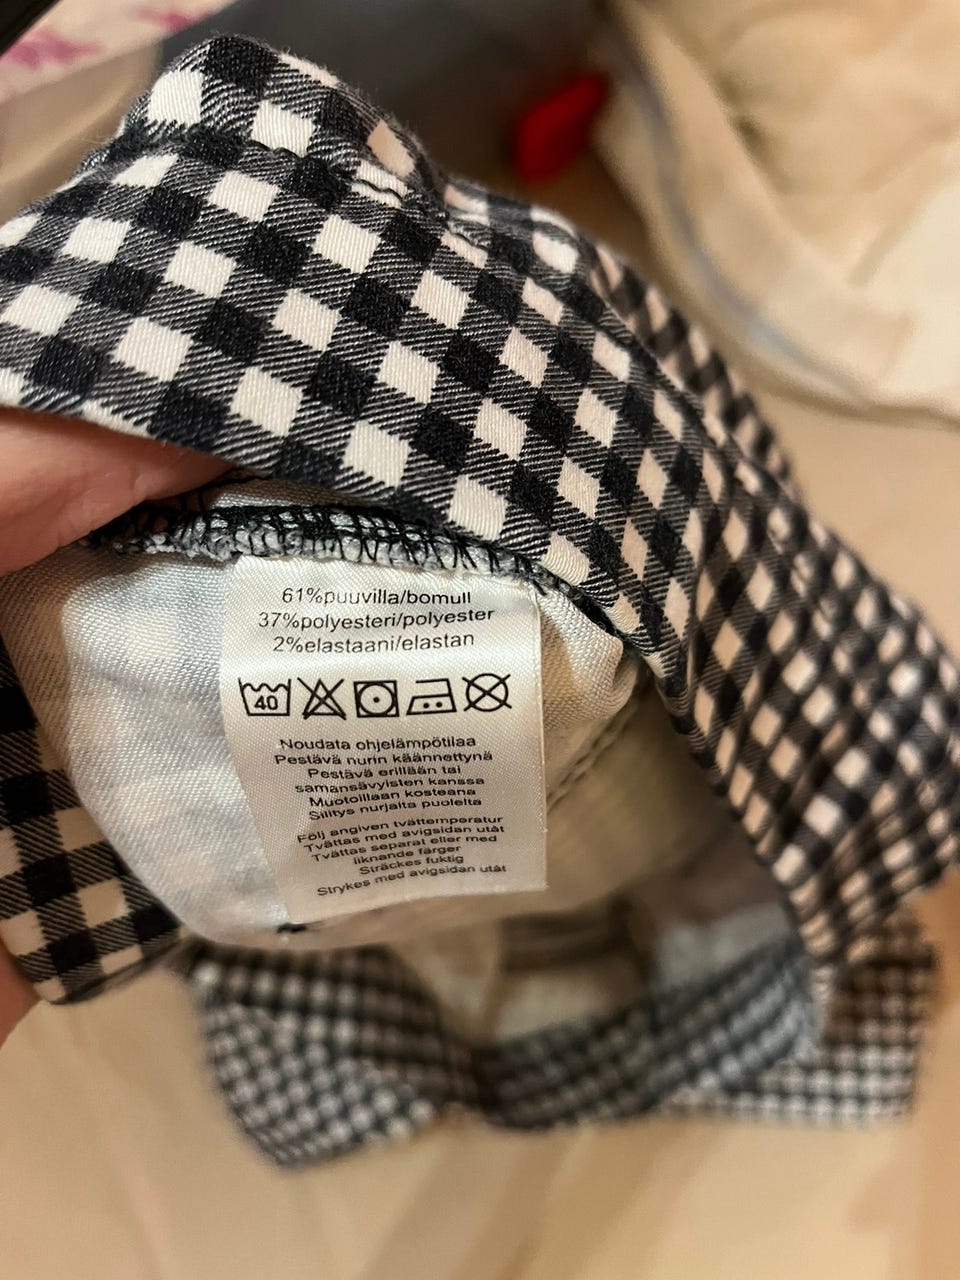 61%puuvilla/bomull
37%polyesteri/polyester
2%elastaani/elastan
40
Noudata ohjelämpötilaa
Pestävä nurin käännettynä
Pestävä erillään tai
samansävyisten kanssa
Muotoillaan kosteana
Silitys nurjalta puolelta
Följ angiven tvättemperatur
Tvättas med avigsidan utåt
Tvättas separat eller med
liknande färger
Sträckes fuktig
Strykes med avigsidan utåt